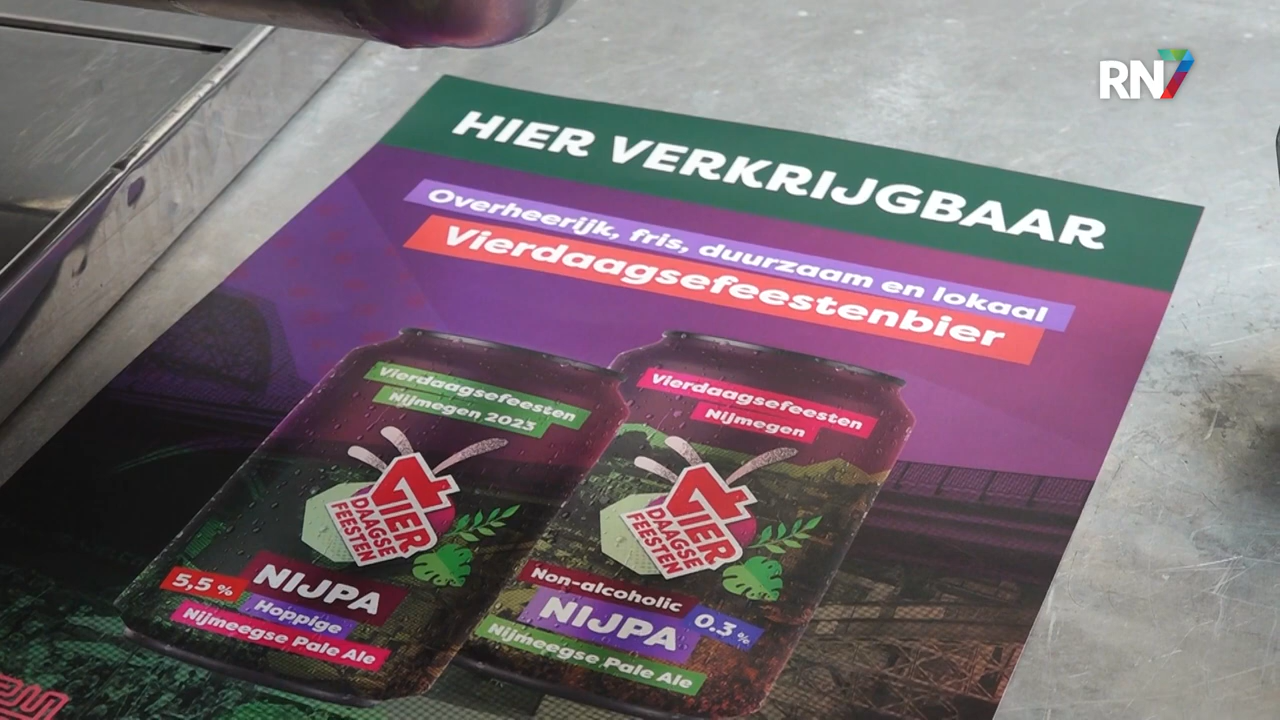 RN7
HIER VERKRIJGBAAR
Overheerlijk, fris, duurzaam en lokaal
Vierdaagsefeestenbier
Vierdaagsefeesten
Nijmegen 2023
VIER
DAAGSE
FEESTEN
5,5 %
NIJPA
Hoppige
Nijmeegse Pale Ale
Vierdaagsefeesten
Nijmegen
VIER
DAAGSE
FEESTEN
Non-alcoholic
NIJPA
0.3 %
Nijmeegse Pale Ale